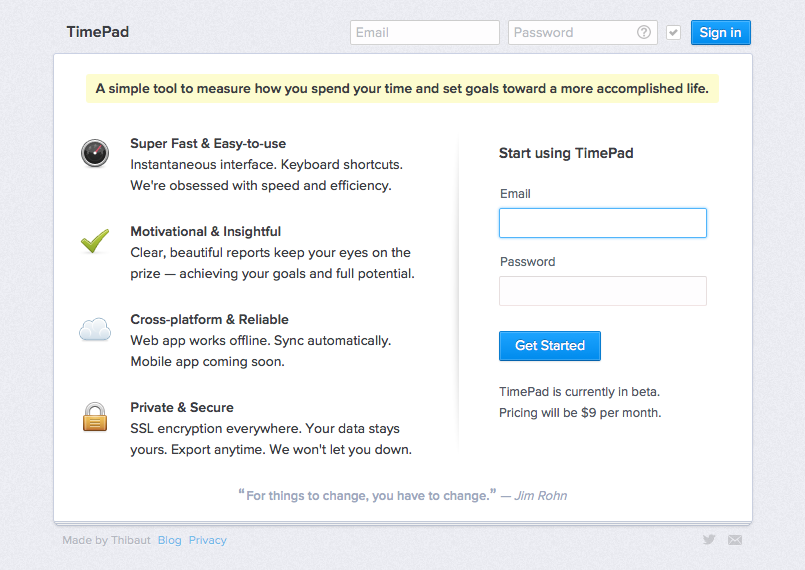 TimePad
Email
Password
?
Sign in
A simple tool to measure how you spend your time and set goals toward a more accomplished life.
Super Fast & Easy-to-use
Instantaneous interface. Keyboard shortcuts.
We're obsessed with speed and efficiency.
Motivational & Insightful
Clear, beautiful reports keep your eyes on the
prize — achieving your goals and full potential.
Cross-platform & Reliable
Web app works offline. Sync automatically.
Mobile app coming soon.
Private & Secure
SSL encryption everywhere. Your data stays
yours. Export anytime. We won't let you down.
Start using TimePad
Email
Password
Get Started
TimePad is currently in beta.
Pricing will be $9 per month.
“For things to change, you have to change.” — Jim Rohn
Made by Thibaut Blog Privacy